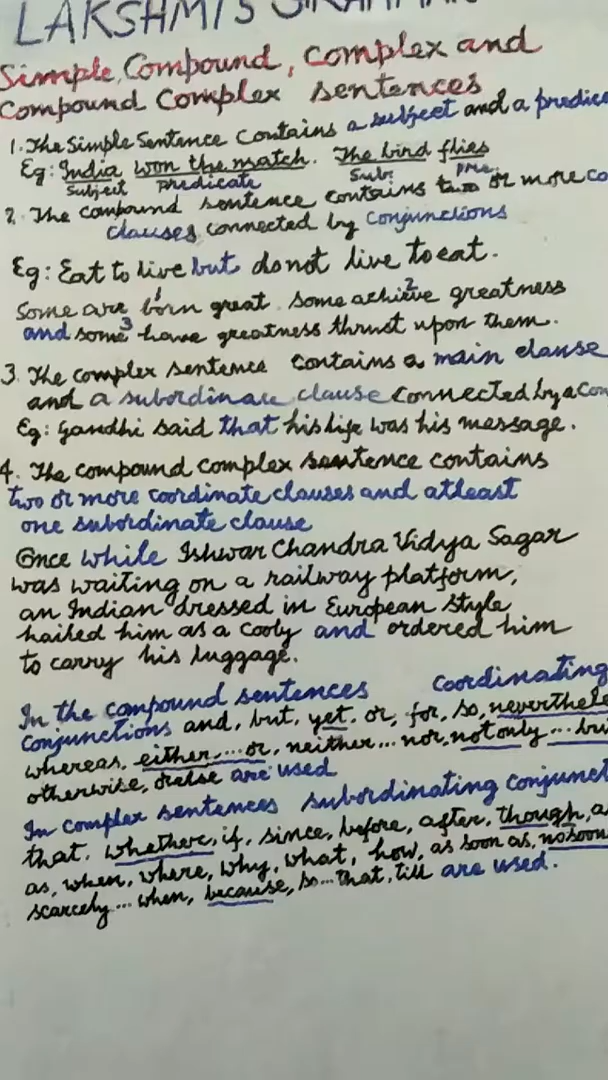 LAKSHMI'S
Simple, Compound, Complex and
Compound Complex sentences
1. The Simple Sentence contains a subject and a predica
Eg: India won the match. The bird flies
Subject Predicate Sub. Pre.
2. The compound sentence contains two or more co
clauses connected by Conjunctions
Eg: Eat to live but do not live to eat.
1 2
Some are born great some achieve greatness
3
and some have greatness thrust upon them.
3. The complex sentence contains a main clause
and a subordinate clause connected by a con
Eg: Gandhi said that his life was his message.
4. The compound complex sentence contains
two or more coordinate clauses and atleast
one subordinate clause
Once while Ishwar Chandra Vidya Sagar
was waiting on a railway platform,
an Indian dressed in European style
hailed him as a cooly and ordered him
to carry his luggage.
In the compound sentences Coordinating
Conjunctions and, but, yet, or, for, so, neverthele
whereas, either... or, neither... nor, not only... bu
otherwise, orelse are used
In complex sentences subordinating conjunct
that, whether, if, since, before, after, though, a
as, when, where, why, what, how, as soon as, nosoon
scarcely... when, because, so... that, till are used.